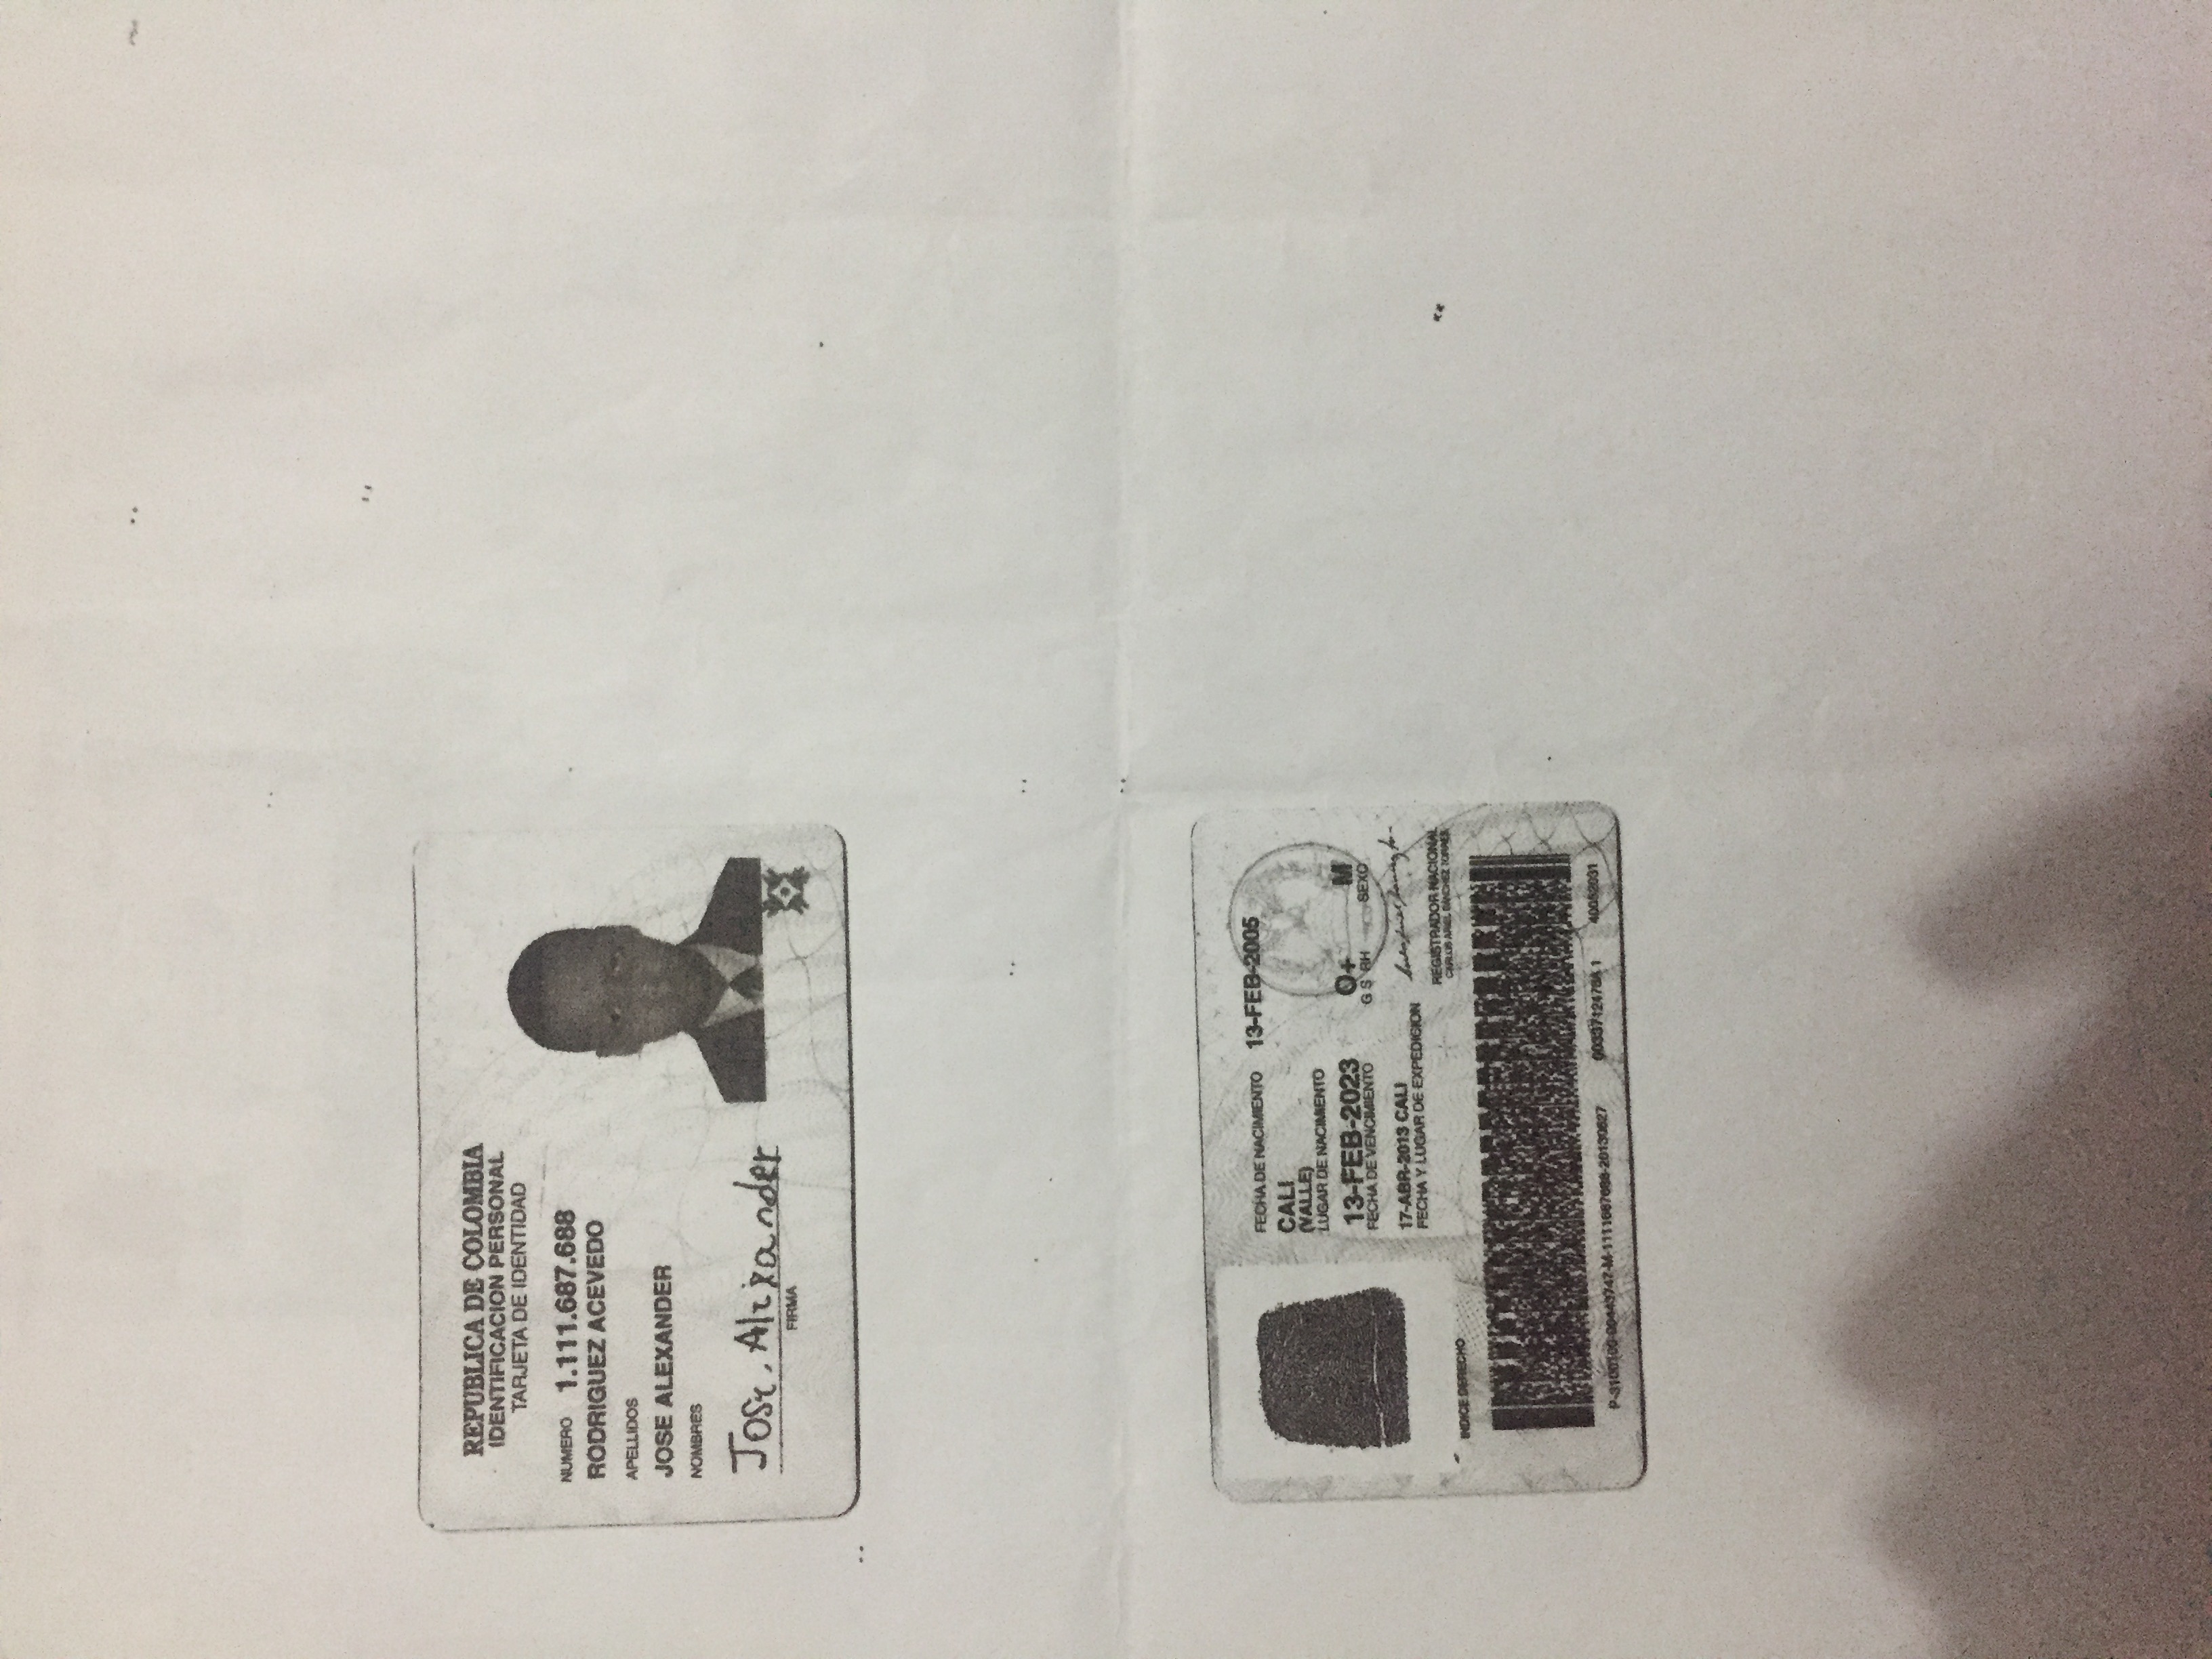 REPUBLICA DE COLOMBIA
IDENTIFICACION PERSONAL
TARJETA DE IDENTIDAD
NUMERO 1.111.687.688
RODRIGUEZ ACEVEDO
APELLIDOS
JOSE ALEXANDER
NOMBRES
Jose. Alexander
FIRMA
FECHA DE NACIMIENTO 13-FEB-2005
CALI
(VALLE)
LUGAR DE NACIMIENTO
13-FEB-2023 O+ M
FECHA DE VENCIMIENTO G S RH SEXO
17-ABR-2013 CALI
FECHA Y LUGAR DE EXPEDICION
REGISTRADOR NACIONAL
CARLOS ARIEL SANCHEZ TORRES
INDICE DERECHO
P-3100100-00443747-M-1111687688-20130627 0033712478A 1 40052031